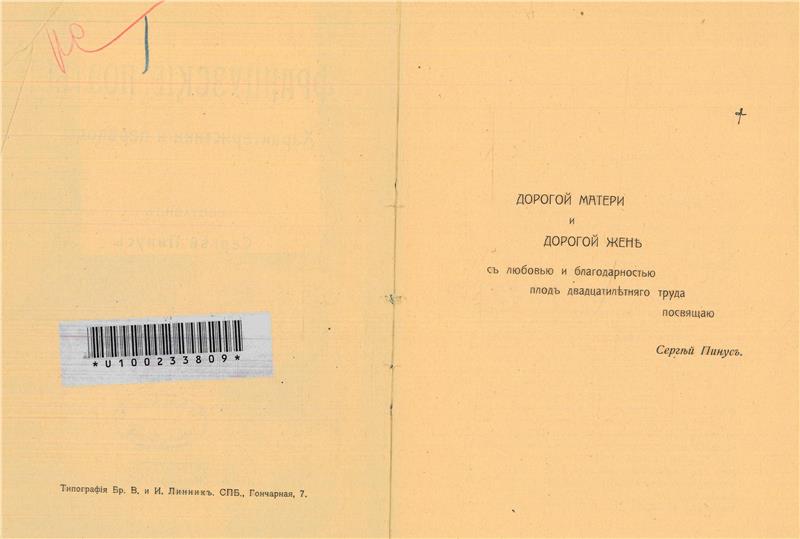 *U100233809*
Типографія Бр. В. и И. Линникъ. СПБ., Гончарная, 7.
ДОРОГОЙ МАТЕРИ
и
ДОРОГОЙ ЖЕНѢ
съ любовью и благодарностью
плодъ двадцатилѣтняго труда
посвящаю
Сергѣй Пинусъ.